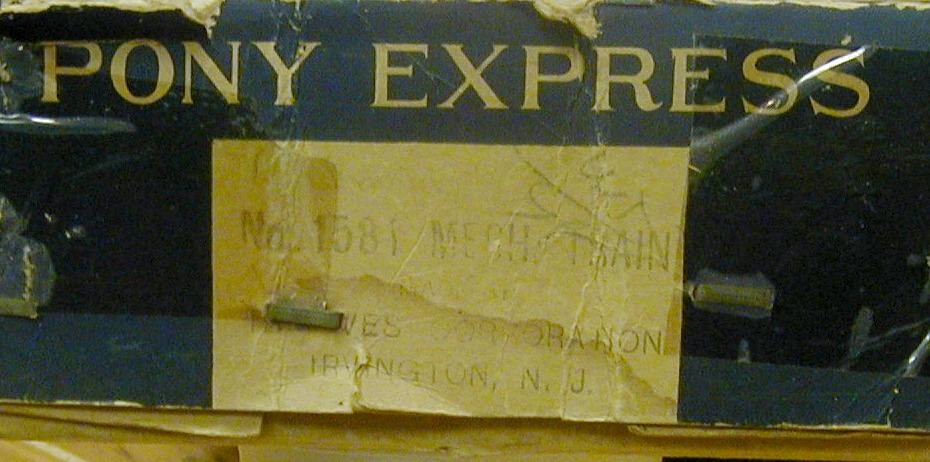 PONY EXPRESS
No. 1581 MECH. TRAIN
CORPORATION
IRVINGTON, N. J.